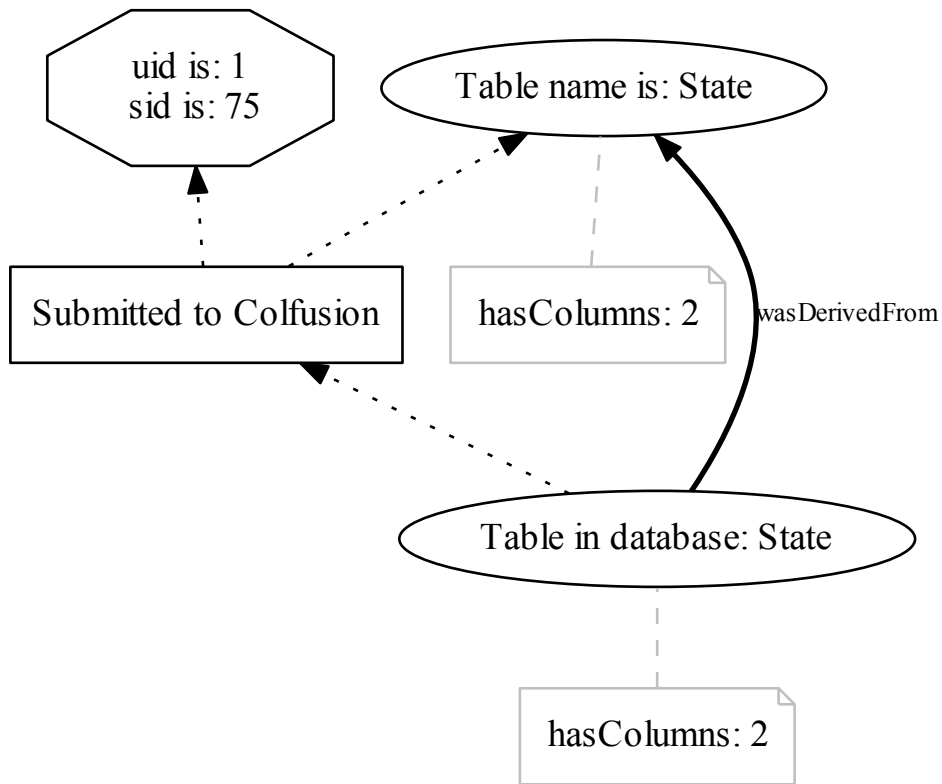 uid is: 1
sid is: 75
Table name is: State
Submitted to Colfusion
hasColumns: 2
wasDerivedFrom
Table in database: State
hasColumns: 2